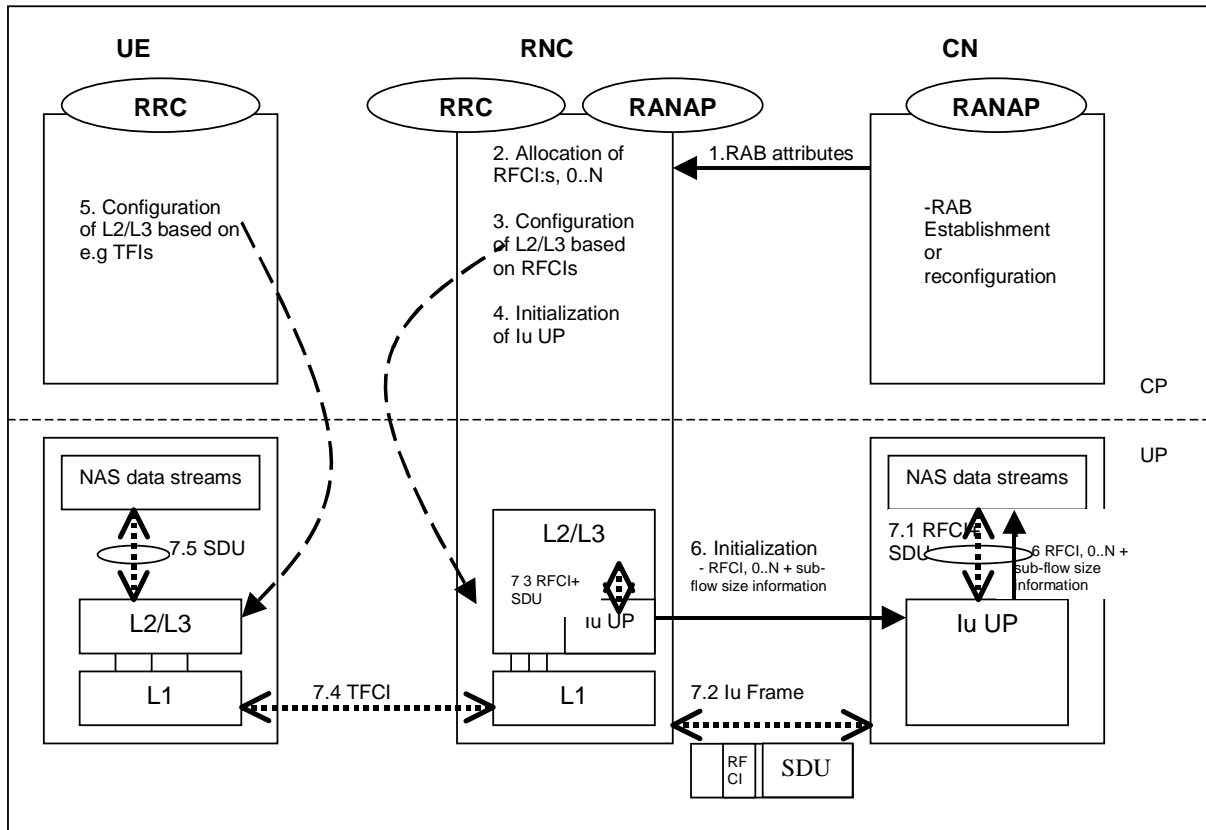 UE
RNC
CN
RRC
RRC
RANAP
RANAP
5. Configuration
of L2/L3 based on
e.g TFIs
2. Allocation of
RFCI:s, 0..N
3. Configuration
of L2/L3 based
on RFCIs
4. Initialization
of Iu UP
1.RAB attributes
-RAB
Establishment
or
reconfiguration
CP
UP
NAS data streams
7.5 SDU
L2/L3
L1
7.4 TFCI
L2/L3
7 3 RFCI+
SDU
Iu UP
L1
6. Initialization
- RFCI, 0..N + sub-
flow size information
7.2 Iu Frame
RF
CI
SDU
NAS data streams
7.1 RFCI+
SDU
6 RFCI, 0..N +
sub-flow size
information
Iu UP